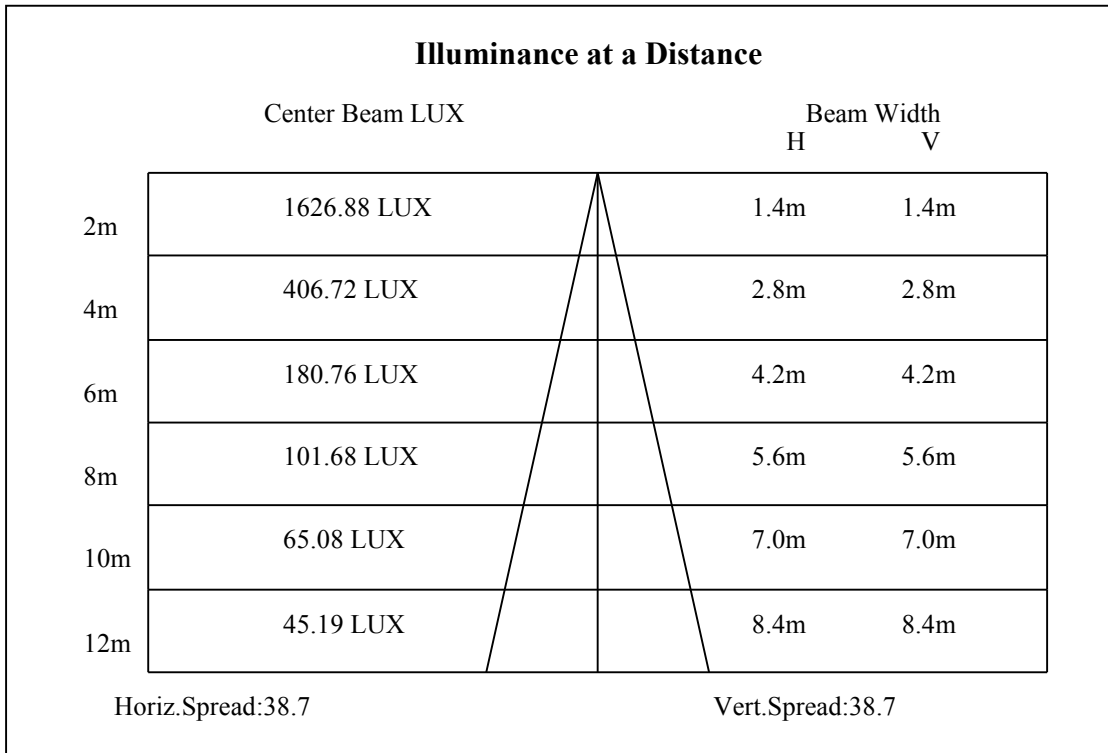 Illuminance at a Distance
Center Beam LUX Beam Width
H V
2m 1626.88 LUX 1.4m 1.4m
4m 406.72 LUX 2.8m 2.8m
6m 180.76 LUX 4.2m 4.2m
8m 101.68 LUX 5.6m 5.6m
10m 65.08 LUX 7.0m 7.0m
12m 45.19 LUX 8.4m 8.4m
Horiz.Spread:38.7 Vert.Spread:38.7